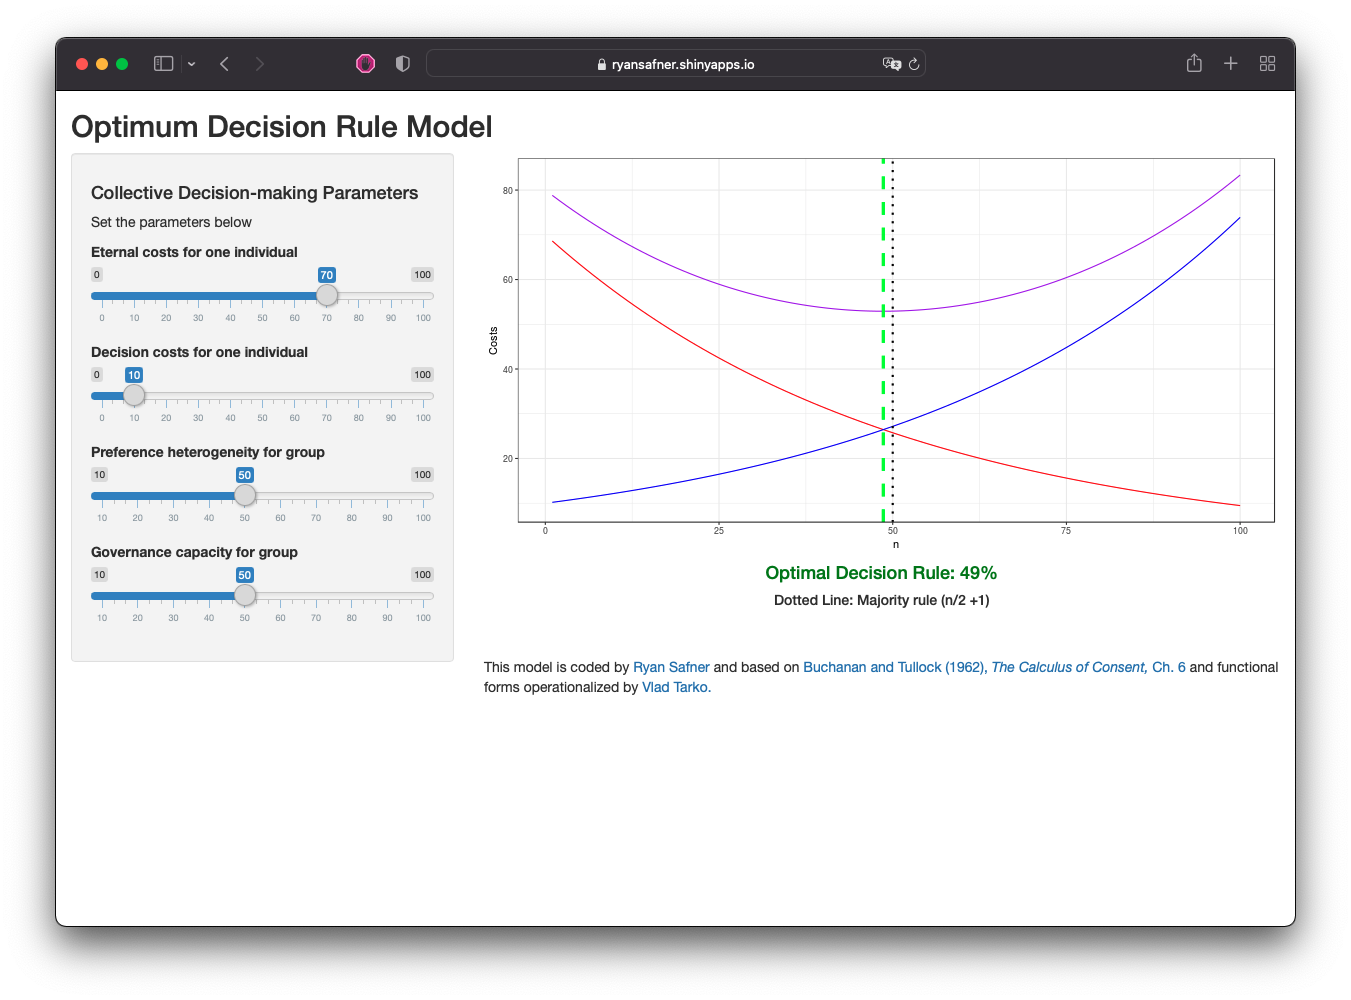 ryansafner.shinyapps.io
Optimum Decision Rule Model
Collective Decision-making Parameters
Set the parameters below
Eternal costs for one individual
0 70 100
0 10 20 30 40 50 60 70 80 90 100
Decision costs for one individual
0 10 100
0 10 20 30 40 50 60 70 80 90 100
Preference heterogeneity for group
10 50 100
10 20 30 40 50 60 70 80 90 100
Governance capacity for group
10 50 100
10 20 30 40 50 60 70 80 90 100
80
60
40
20
Costs
0 25 50 75 100
n
Optimal Decision Rule: 49%
Dotted Line: Majority rule (n/2 +1)
This model is coded by Ryan Safner and based on Buchanan and Tullock (1962), The Calculus of Consent, Ch. 6 and functional
forms operationalized by Vlad Tarko.